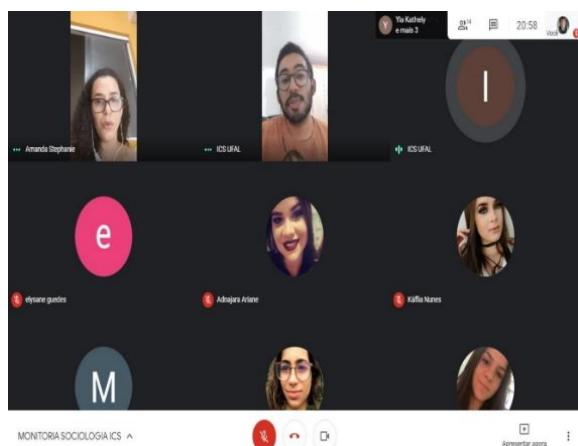 Y
Yla Kathely
e mais 3
14
20:58
Você
I
Amanda Stephanie
ICS UFAL
ICS UFAL
e
elysane guedes
Adnajara Ariane
Káffia Nunes
M
MONITORIA SOCIOLOGIA ICS
Apresentar agora